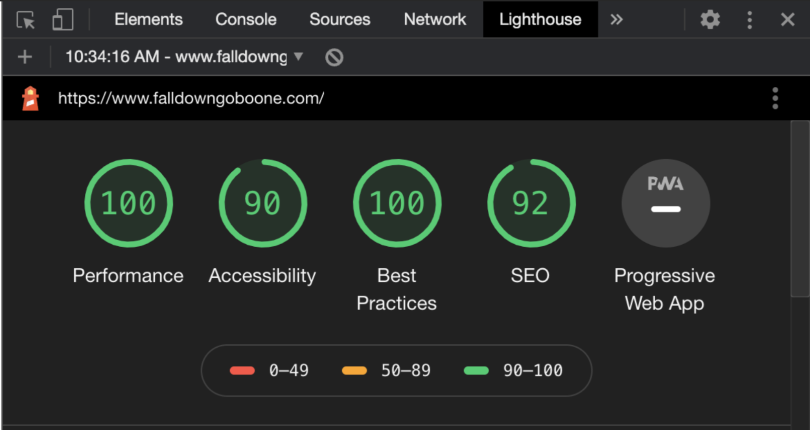 Elements Console Sources Network Lighthouse »
10:34:16 AM - www.falldowng
https://www.falldowngoboone.com/
100 90 100 92 PWA
Performance Accessibility Best Practices SEO Progressive Web App
0–49 50–89 90–100